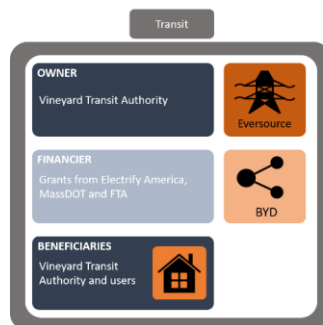 Transit
OWNER
Vineyard Transit Authority
Eversource
FINANCIER
Grants from Electrify America,
MassDOT and FTA
BYD
BENEFICIARIES
Vineyard Transit
Authority and users